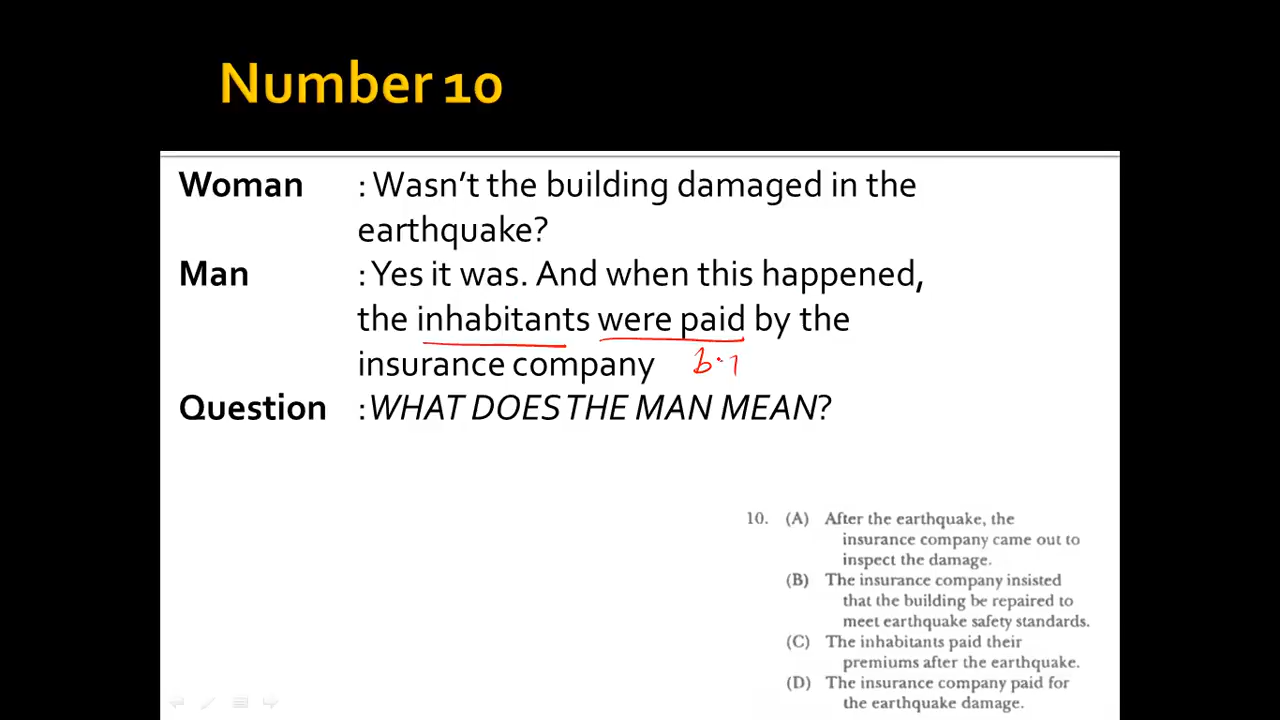 Number 10
Woman : Wasn't the building damaged in the
earthquake?
Man : Yes it was. And when this happened,
the inhabitants were paid by the
insurance company
Question : WHAT DOES THE MAN MEAN?
10. (A) After the earthquake, the
insurance company came out to
inspect the damage.
(B) The insurance company insisted
that the building be repaired to
meet earthquake safety standards.
(C) The inhabitants paid their
premiums after the earthquake.
(D) The insurance company paid for
the earthquake damage.